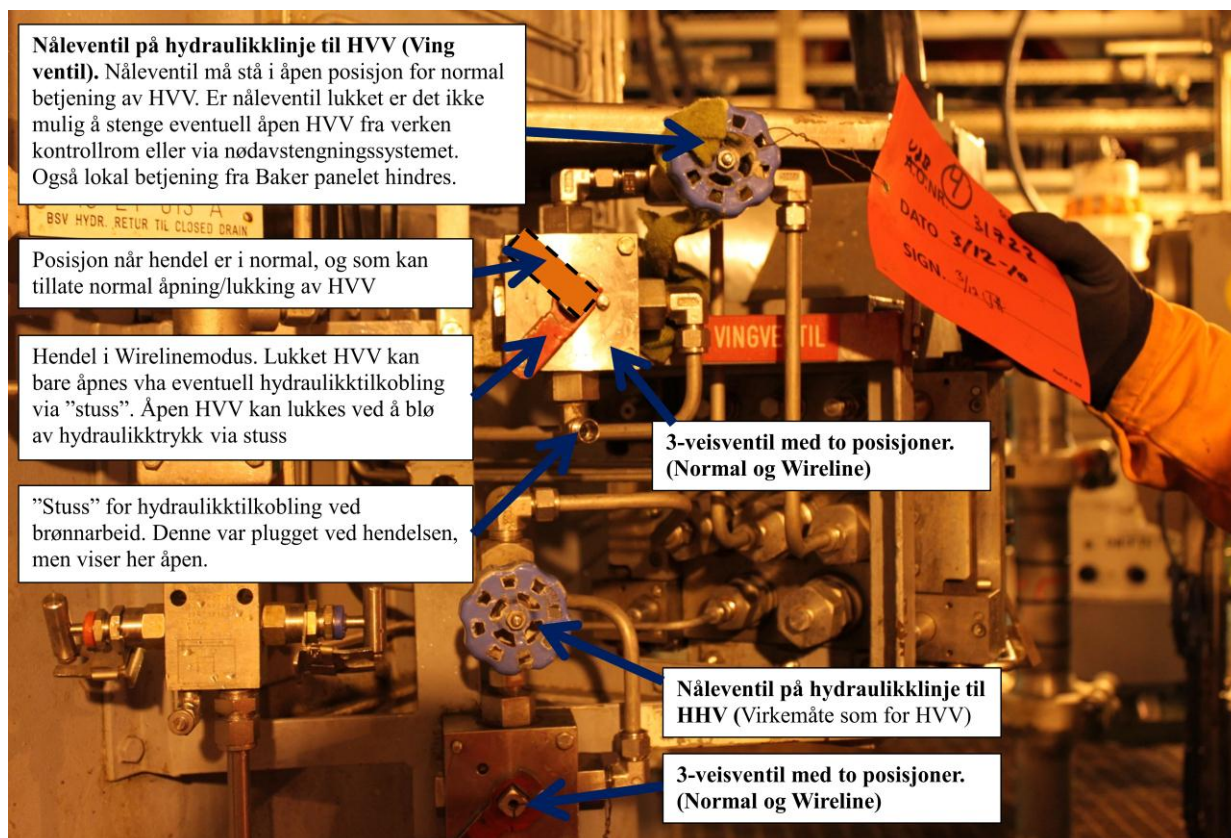 Nåleventil på hydraulikklinje til HVV (Ving
ventil). Nåleventil må stå i åpen posisjon for normal
betjening av HVV. Er nåleventil lukket er det ikke
mulig å stenge eventuell åpen HVV fra verken
kontrollrom eller via nødavstengningssystemet.
Også lokal betjening fra Baker panelet hindres.
BSV HYDR. RETUR TIL CLOSED DRAIN
Posisjon når hendel er i normal, og som kan
tillate normal åpning/lukking av HVV
Hendel i Wirelinemodus. Lukket HVV kan
bare åpnes vha eventuell hydraulikktilkobling
via ”stuss”. Åpen HVV kan lukkes ved å blø
av hydraulikktrykk via stuss
”Stuss” for hydraulikktilkobling ved
brønnarbeid. Denne var plugget ved hendelsen,
men viser her åpen.
4
A.O.NR. 31722
DATO 3/12-10
SIGN. 3/12
VINGVENTIL
3-veisventil med to posisjoner.
(Normal og Wireline)
Nåleventil på hydraulikklinje til
HHV (Virkemåte som for HVV)
3-veisventil med to posisjoner.
(Normal og Wireline)